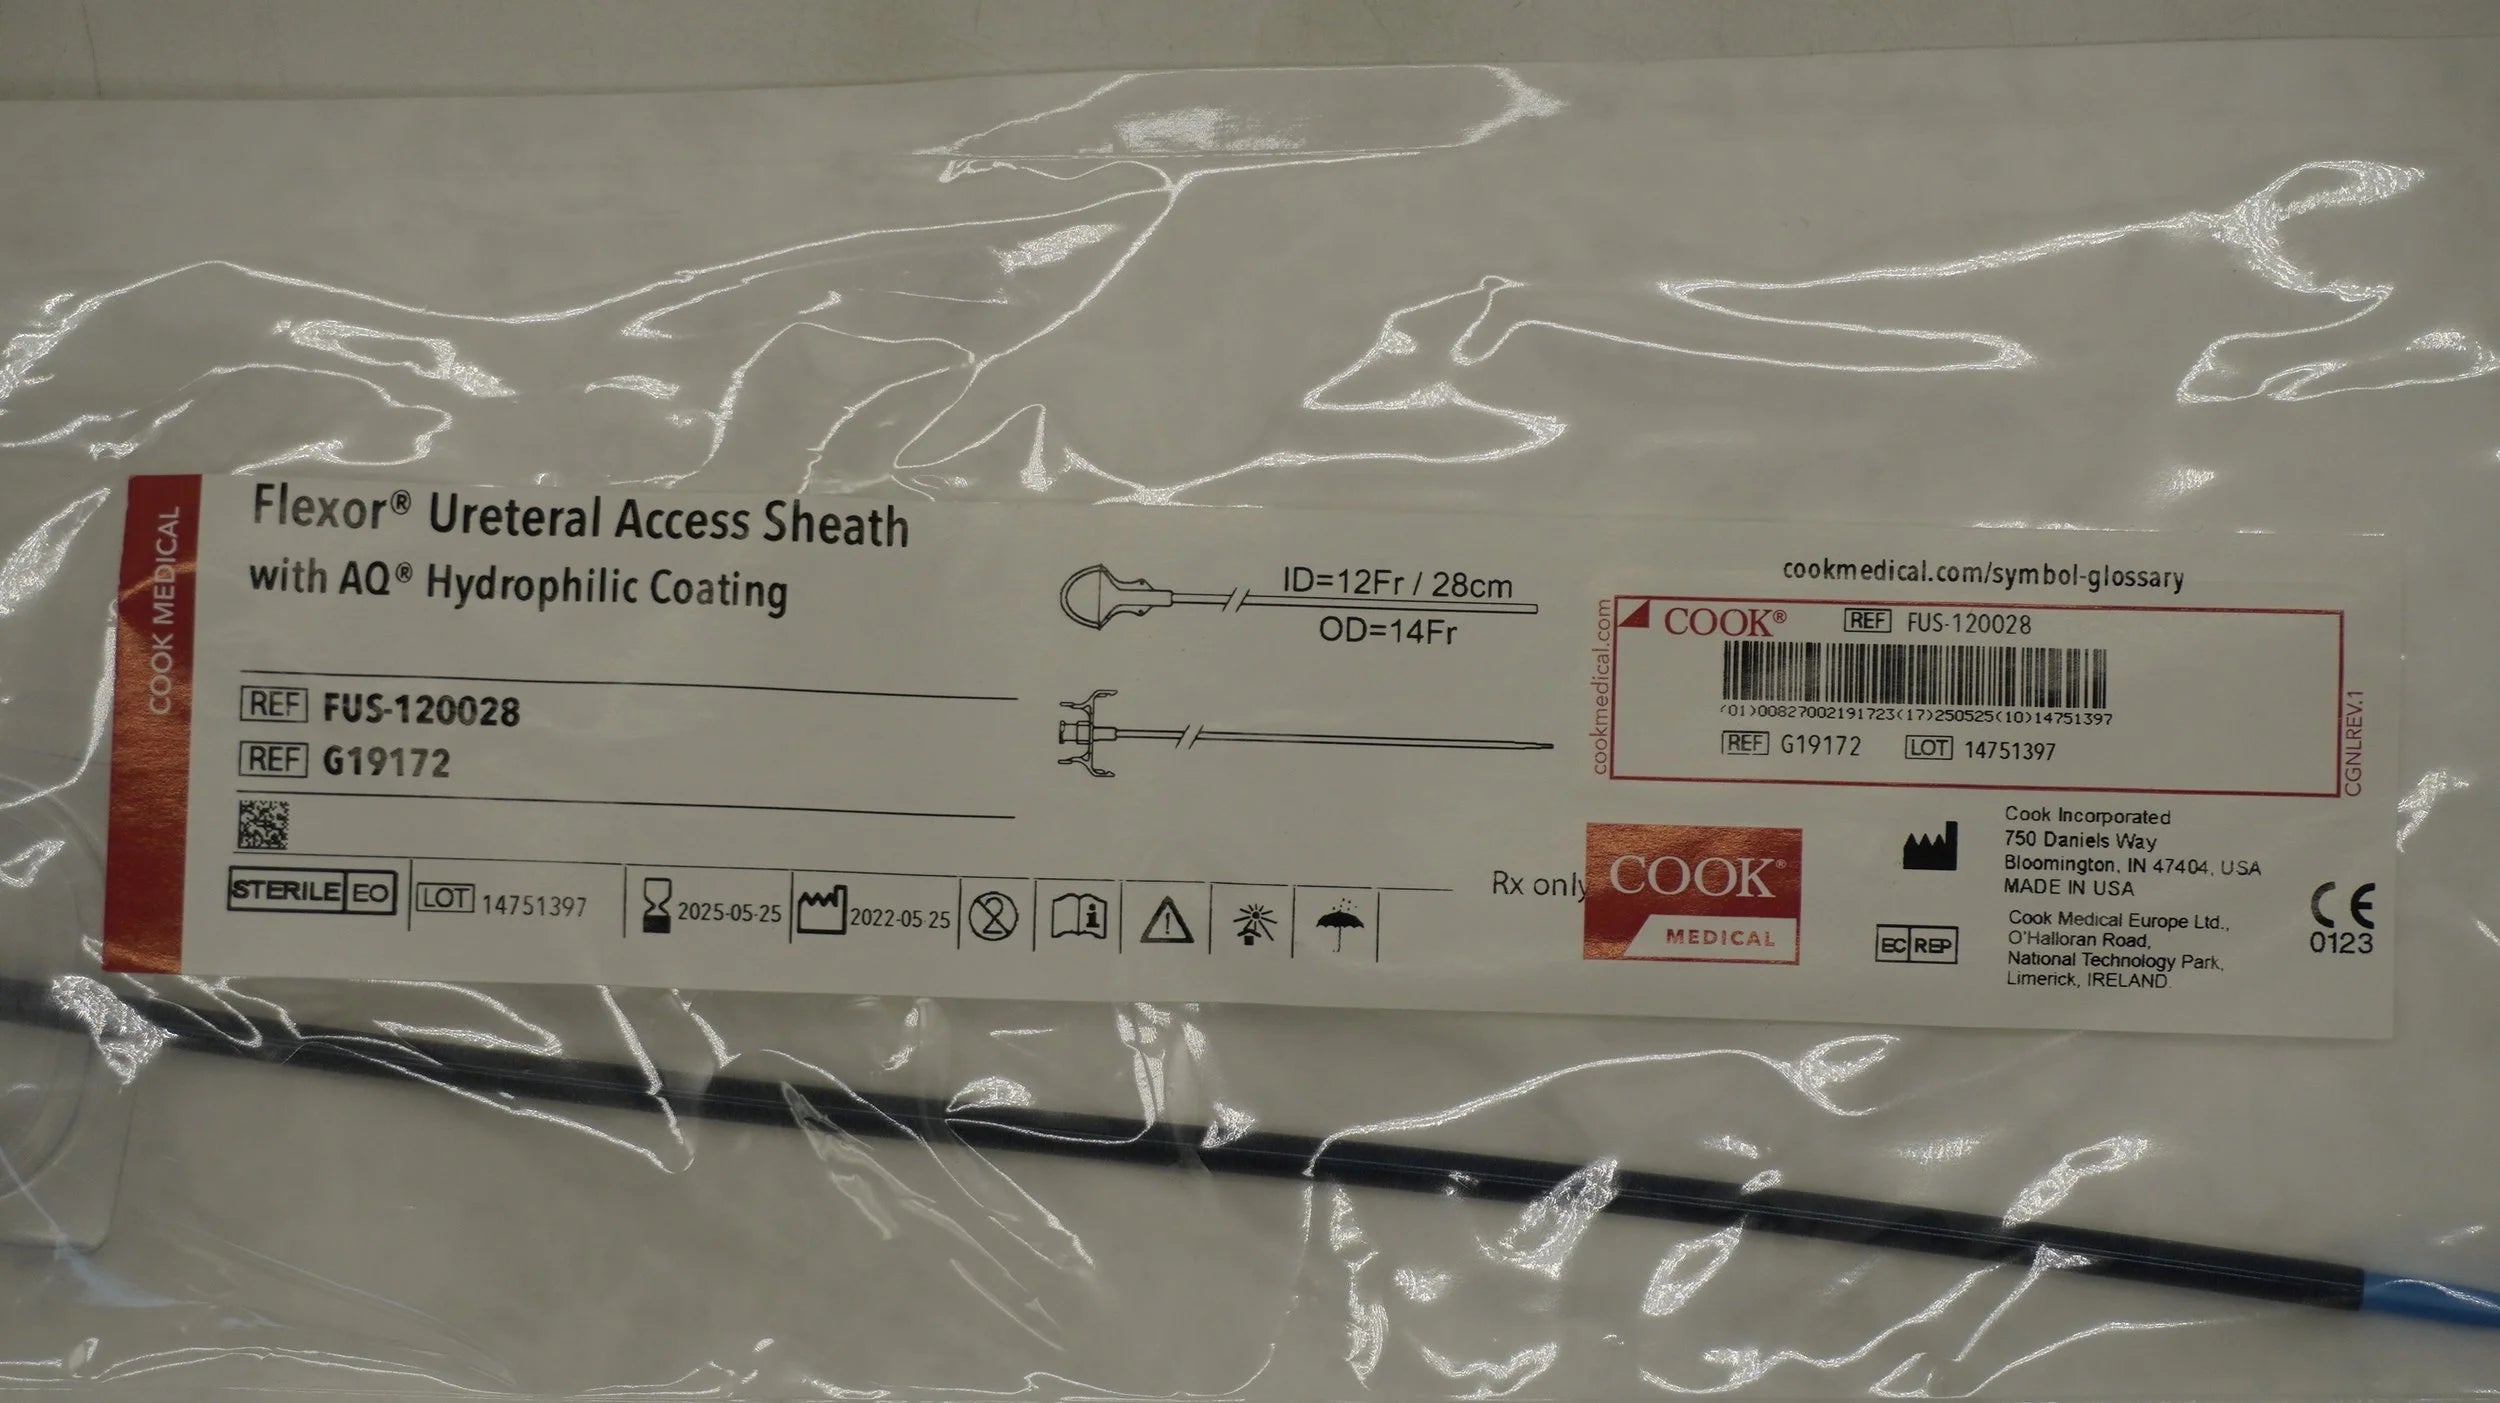 COOK MEDICAL
Flexor® Ureteral Access Sheath
with AQ® Hydrophilic Coating
REF FUS-120028
REF G19172
STERILE EO
LOT 14751397
2025-05-25
2022-05-25
2
ID=12Fr / 28cm
OD=14Fr
Rx only
cookmedical.com/symbol-glossary
cookmedical.com
COOK® REF FUS-120028
(01)00827002191723(17)250525(10)14751397
REF G19172 LOT 14751397
CGNLREV.1
COOK®
MEDICAL
Cook Incorporated
750 Daniels Way
Bloomington, IN 47404, USA
MADE IN USA
EC REP
Cook Medical Europe Ltd.,
O'Halloran Road,
National Technology Park,
Limerick, IRELAND.
CE
0123